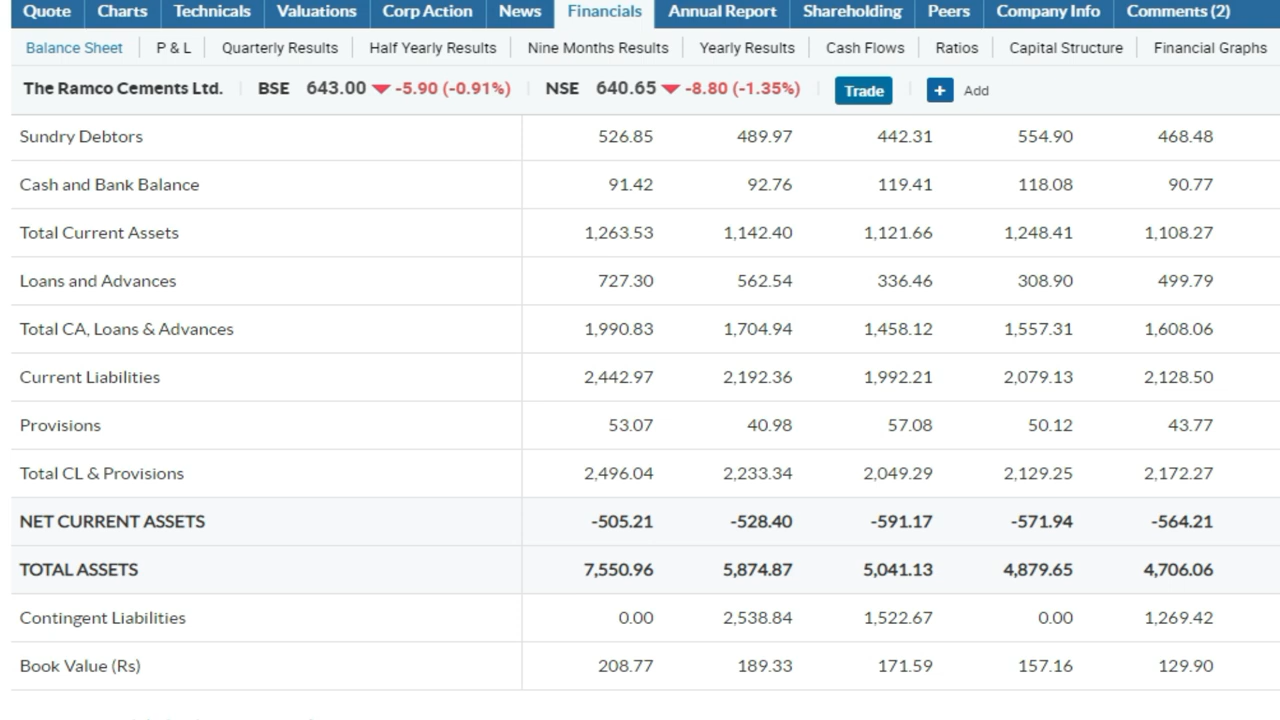 Quote Charts Technicals Valuations Corp Action News Financials Annual Report Shareholding Peers Company Info Comments (2)
Balance Sheet P & L Quarterly Results Half Yearly Results Nine Months Results Yearly Results Cash Flows Ratios Capital Structure Financial Graphs
The Ramco Cements Ltd. BSE 643.00 -5.90 (-0.91%) NSE 640.65 -8.80 (-1.35%) Trade + Add
Sundry Debtors 526.85 489.97 442.31 554.90 468.48
Cash and Bank Balance 91.42 92.76 119.41 118.08 90.77
Total Current Assets 1,263.53 1,142.40 1,121.66 1,248.41 1,108.27
Loans and Advances 727.30 562.54 336.46 308.90 499.79
Total CA, Loans & Advances 1,990.83 1,704.94 1,458.12 1,557.31 1,608.06
Current Liabilities 2,442.97 2,192.36 1,992.21 2,079.13 2,128.50
Provisions 53.07 40.98 57.08 50.12 43.77
Total CL & Provisions 2,496.04 2,233.34 2,049.29 2,129.25 2,172.27
NET CURRENT ASSETS -505.21 -528.40 -591.17 -571.94 -564.21
TOTAL ASSETS 7,550.96 5,874.87 5,041.13 4,879.65 4,706.06
Contingent Liabilities 0.00 2,538.84 1,522.67 0.00 1,269.42
Book Value (Rs) 208.77 189.33 171.59 157.16 129.90